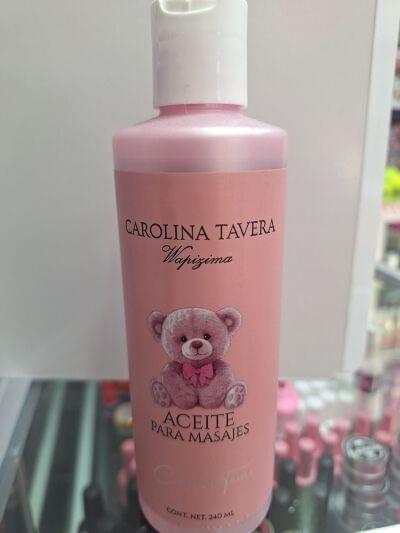 CAROLINA TAVERA
Wapizima
ACEITE
PARA MASAJES
CONT. NET. 240 ML